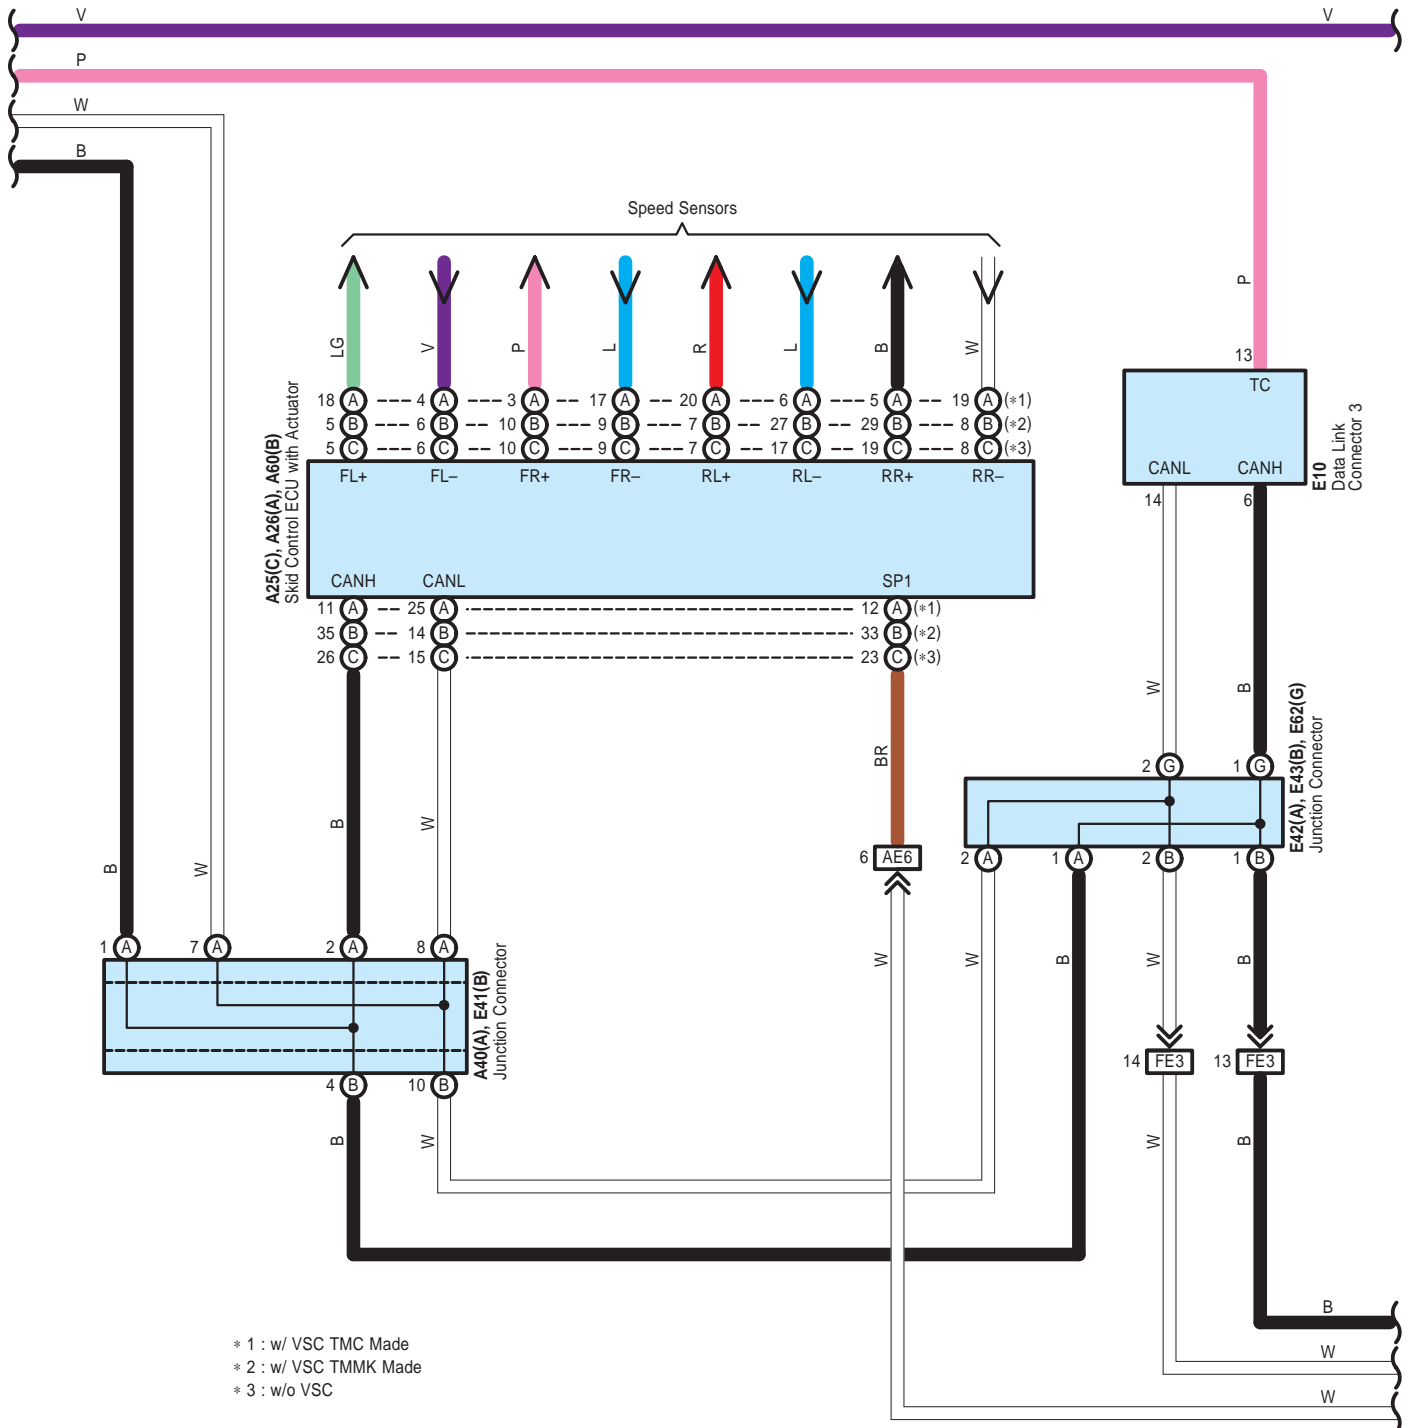 V V
P
W
B
Speed Sensors
LG V P L R L B W P
13
TC
18 A 4 A 3 A 17 A 20 A 6 A 5 A 19 A (∗1)
5 B 6 B 10 B 9 B 7 B 27 B 29 B 8 B (∗2)
5 C 6 C 10 C 9 C 7 C 17 C 19 C 8 C (∗3)
FL+ FL– FR+ FR– RL+ RL– RR+ RR–
A25(C), A26(A), A60(B)
Skid Control ECU with Actuator
CANL CANH
E10
Data Link
Connector 3
14 6
CANH CANL SP1
11 A 25 A 12 A (∗1)
35 B 14 B 33 B (∗2)
26 C 15 C 23 C (∗3)
W B
BR
2 G 1 G
E42(A), E43(B), E62(G)
Junction Connector
B W
6 AE6
2 A 1 A 2 B 1 B
B W
1 A 7 A 2 A 8 A
W W B W B
A40(A), E41(B)
Junction Connector
14 FE3 13 FE3
4 B 10 B
B W W B
B
W
W
∗ 1 : w/ VSC TMC Made
∗ 2 : w/ VSC TMMK Made
∗ 3 : w/o VSC